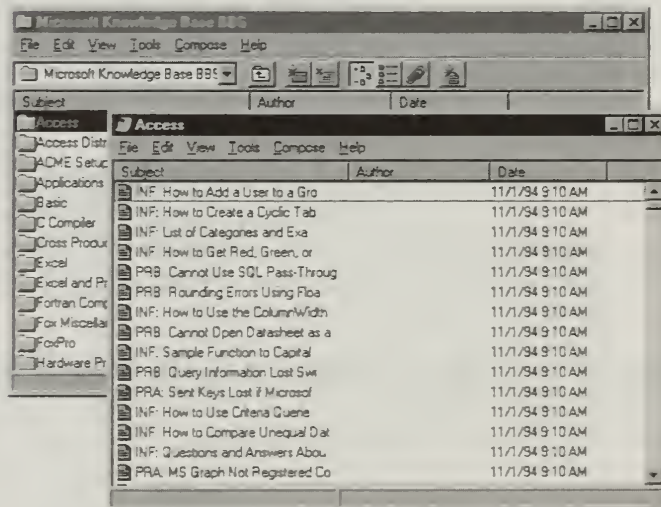 Microsoft Knowledge Base BBS
File Edit View Tools Compose Help
Microsoft Knowledge Base BBS
Subject Author Date
Access
Access Distr
ACME Setup
Applications
Basic
C Compiler
Cross Produc
Excel
Excel and Pr
Fortran Comp
Fox Miscellar
FoxPro
Hardware Pr
Access
File Edit View Tools Compose Help
Subject Author Date
INF: How to Add a User to a Gro 11/1/94 9:10 AM
INF: How to Create a Cyclic Tab 11/1/94 9:10 AM
INF: List of Categories and Exa 11/1/94 9:10 AM
INF: How to Get Red, Green, or 11/1/94 9:10 AM
PRB: Cannot Use SQL Pass-Throug 11/1/94 9:10 AM
PRB: Rounding Errors Using Floa 11/1/94 9:10 AM
INF: How to Use the ColumnWidth 11/1/94 9:10 AM
PRB: Cannot Open Datasheet as a 11/1/94 9:10 AM
INF: Sample Function to Capital 11/1/94 9:10 AM
PRB: Query Information Lost Swi 11/1/94 9:10 AM
PRA: Sent Keys Lost if Microsof 11/1/94 9:10 AM
INF: How to Use Criteria Querie 11/1/94 9:10 AM
INF: How to Compare Unequal Dat 11/1/94 9:10 AM
INF: Questions and Answers Abou 11/1/94 9:10 AM
PRA: MS Graph Not Registered Co 11/1/94 9:10 AM